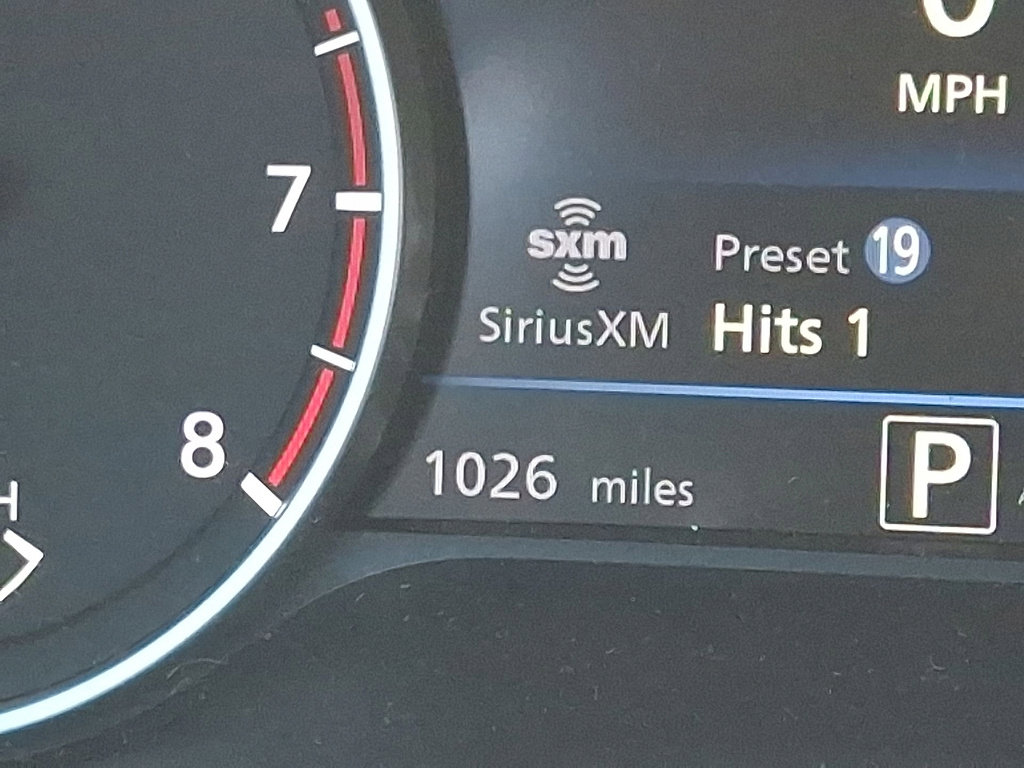 0
MPH
7
sxm
Preset 19
SiriusXM Hits 1
8
1026 miles
P
H